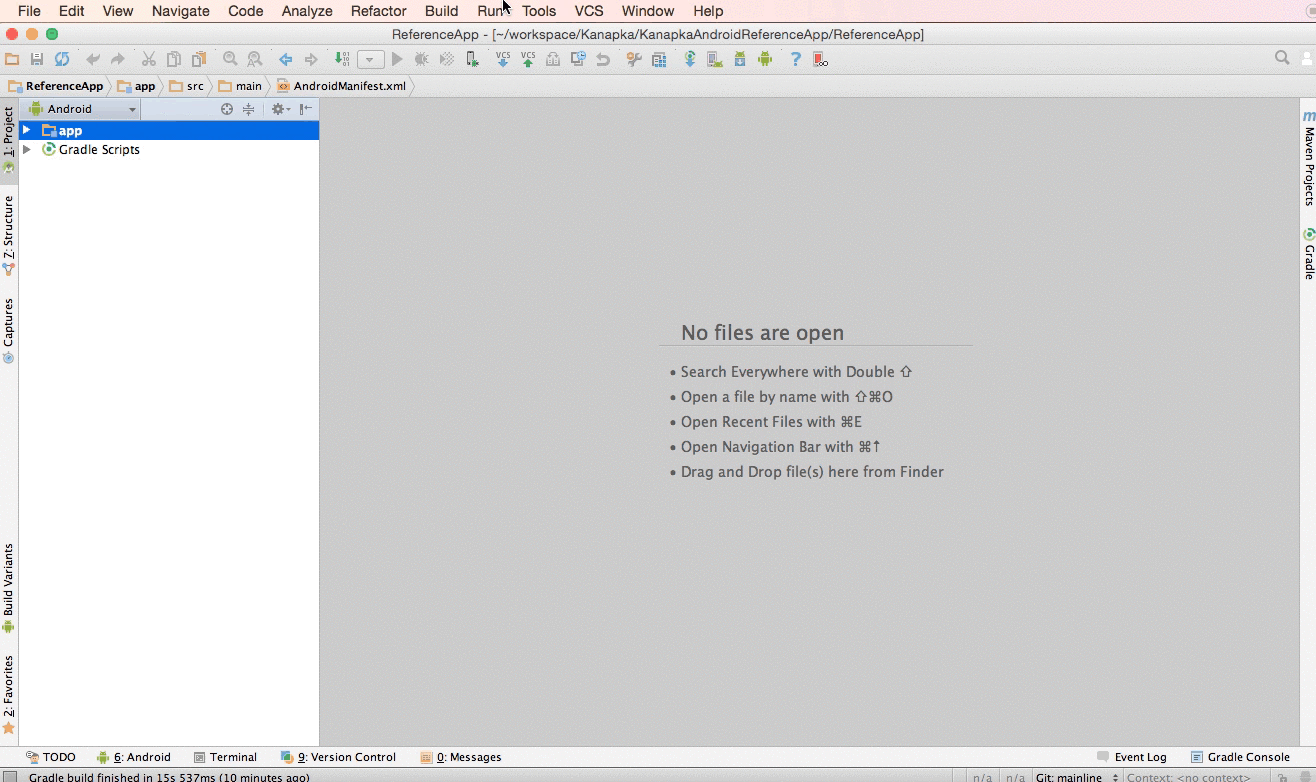 File Edit View Navigate Code Analyze Refactor Build Run Tools VCS Window Help
ReferenceApp - [~/workspace/Kanapka/KanapkaAndroidReferenceApp/ReferenceApp]
VCS VCS ?
ReferenceApp app src main AndroidManifest.xml
Android
app
Gradle Scripts
1: Project
7: Structure
Captures
Build Variants
2: Favorites
No files are open
• Search Everywhere with Double ⇧
• Open a file by name with ⇧⌘O
• Open Recent Files with ⌘E
• Open Navigation Bar with ⌘↑
• Drag and Drop file(s) here from Finder
m
Maven Projects
Gradle
TODO 6: Android Terminal 9: Version Control 0: Messages Event Log Gradle Console
Gradle build finished in 15s 537ms (10 minutes ago) n/a n/a Git: mainline Context: <no context>